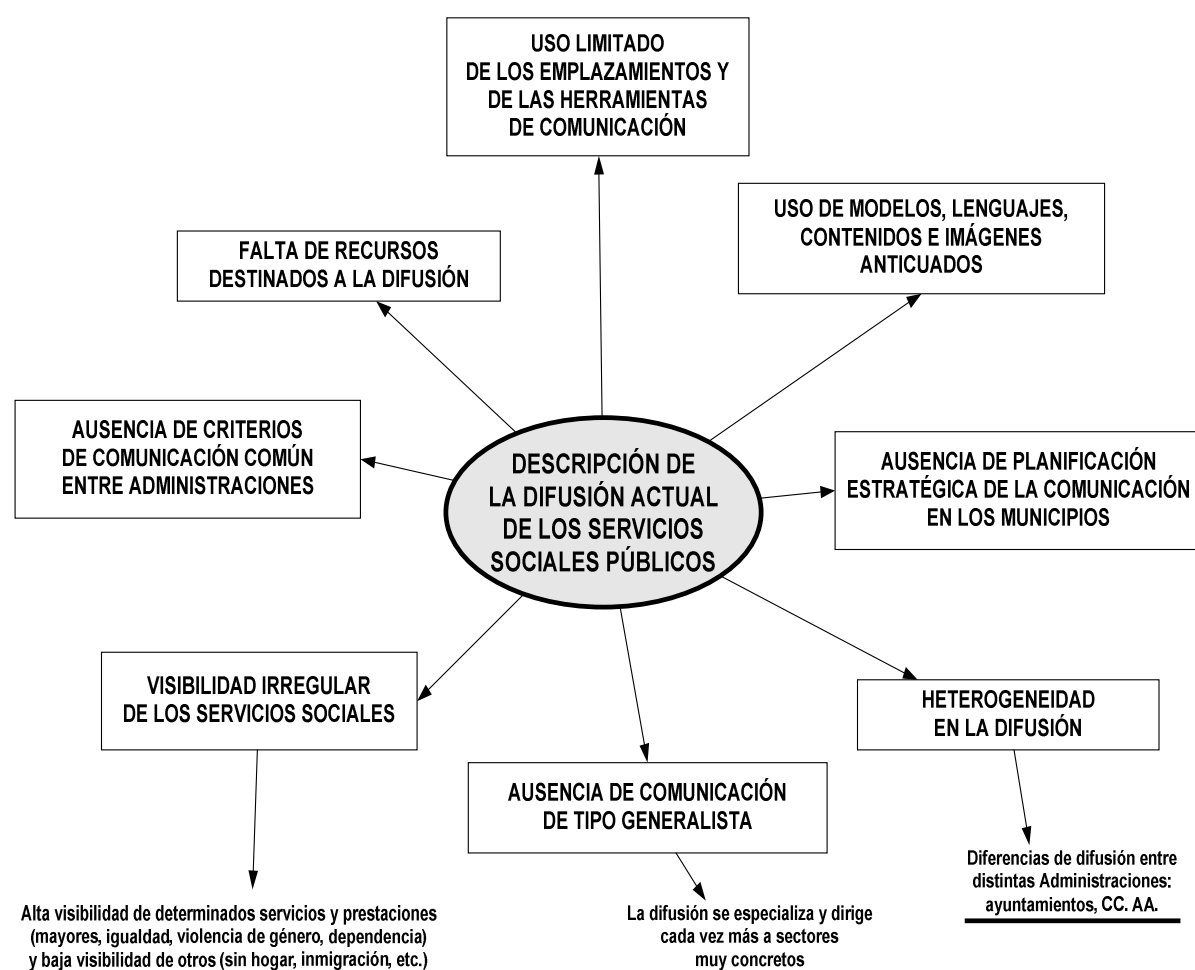 USO LIMITADO
DE LOS EMPLAZAMIENTOS Y
DE LAS HERRAMIENTAS
DE COMUNICACIÓN
USO DE MODELOS, LENGUAJES,
CONTENIDOS E IMÁGENES
ANTICUADOS
FALTA DE RECURSOS
DESTINADOS A LA DIFUSIÓN
AUSENCIA DE CRITERIOS
DE COMUNICACIÓN COMÚN
ENTRE ADMINISTRACIONES
DESCRIPCIÓN DE
LA DIFUSIÓN ACTUAL
DE LOS SERVICIOS
SOCIALES PÚBLICOS
AUSENCIA DE PLANIFICACIÓN
ESTRATÉGICA DE LA COMUNICACIÓN
EN LOS MUNICIPIOS
VISIBILIDAD IRREGULAR
DE LOS SERVICIOS SOCIALES
AUSENCIA DE COMUNICACIÓN
DE TIPO GENERALISTA
HETEROGENEIDAD
EN LA DIFUSIÓN
Alta visibilidad de determinados servicios y prestaciones
(mayores, igualdad, violencia de género, dependencia)
y baja visibilidad de otros (sin hogar, inmigración, etc.)
La difusión se especializa y dirige
cada vez más a sectores
muy concretos
Diferencias de difusión entre
distintas Administraciones:
ayuntamientos, CC. AA.